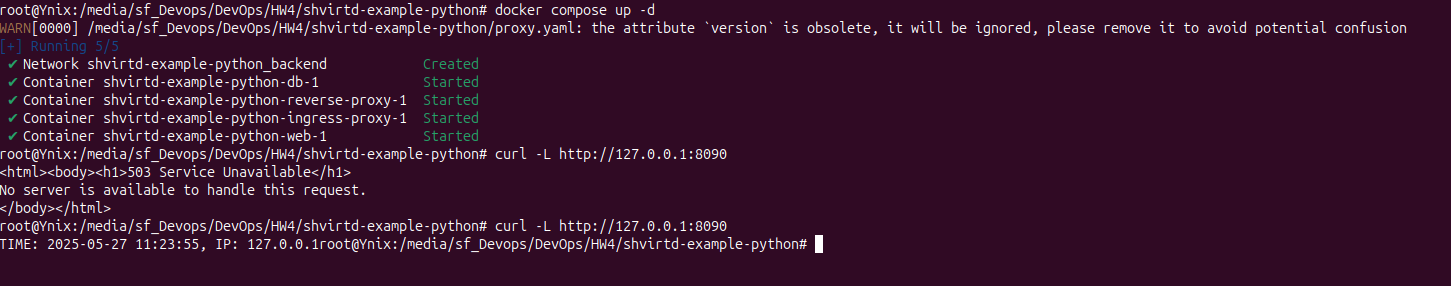 root@Ynix:/media/sf_Devops/DevOps/HW4/shvirtd-example-python# docker compose up -d
WARN[0000] /media/sf_Devops/DevOps/HW4/shvirtd-example-python/proxy.yaml: the attribute `version` is obsolete, it will be ignored, please remove it to avoid potential confusion
[+] Running 5/5
✔ Network shvirtd-example-python_backend Created
✔ Container shvirtd-example-python-db-1 Started
✔ Container shvirtd-example-python-reverse-proxy-1 Started
✔ Container shvirtd-example-python-ingress-proxy-1 Started
✔ Container shvirtd-example-python-web-1 Started
root@Ynix:/media/sf_Devops/DevOps/HW4/shvirtd-example-python# curl -L http://127.0.0.1:8090
<html><body><h1>503 Service Unavailable</h1>
No server is available to handle this request.
</body></html>
root@Ynix:/media/sf_Devops/DevOps/HW4/shvirtd-example-python# curl -L http://127.0.0.1:8090
TIME: 2025-05-27 11:23:55, IP: 127.0.0.1root@Ynix:/media/sf_Devops/DevOps/HW4/shvirtd-example-python#